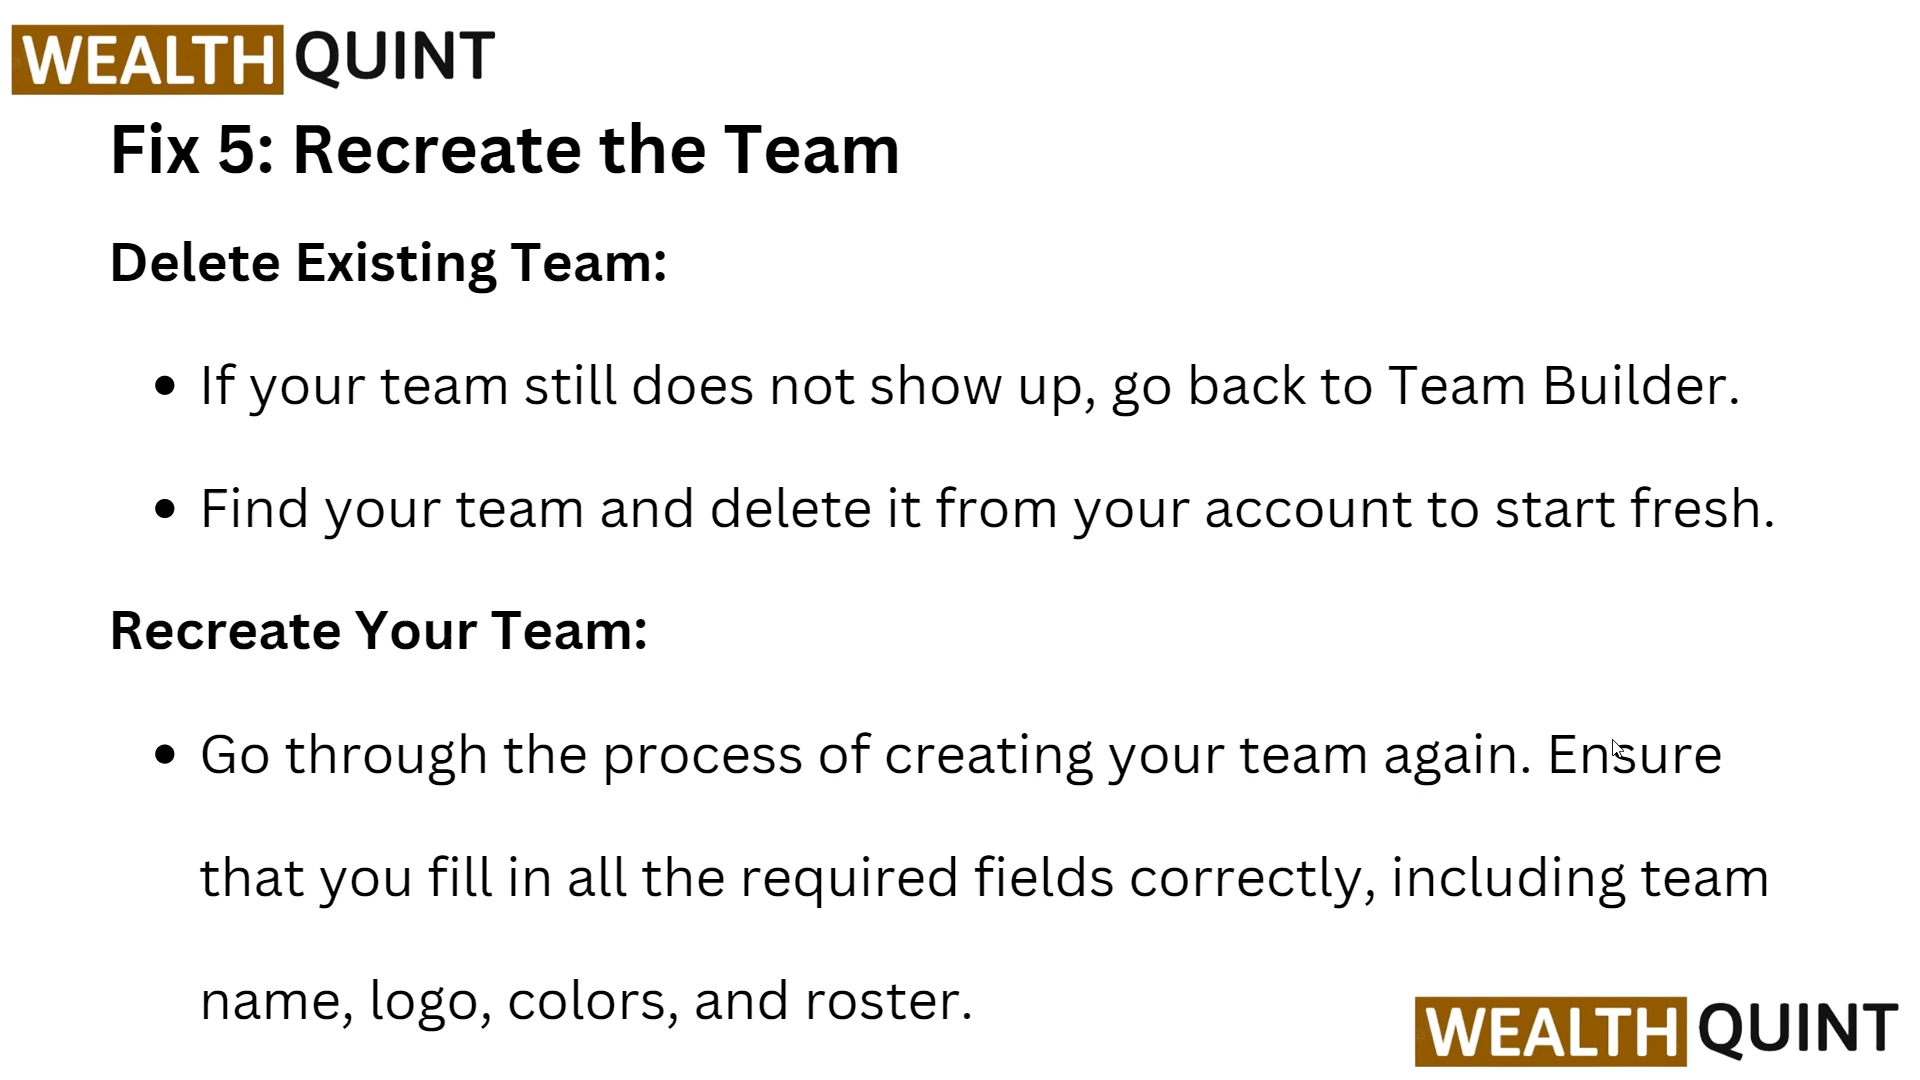 WEALTH QUINT
Fix 5: Recreate the Team
Delete Existing Team:
• If your team still does not show up, go back to Team Builder.
• Find your team and delete it from your account to start fresh.
Recreate Your Team:
• Go through the process of creating your team again. Ensure
that you fill in all the required fields correctly, including team
name, logo, colors, and roster.
WEALTH QUINT